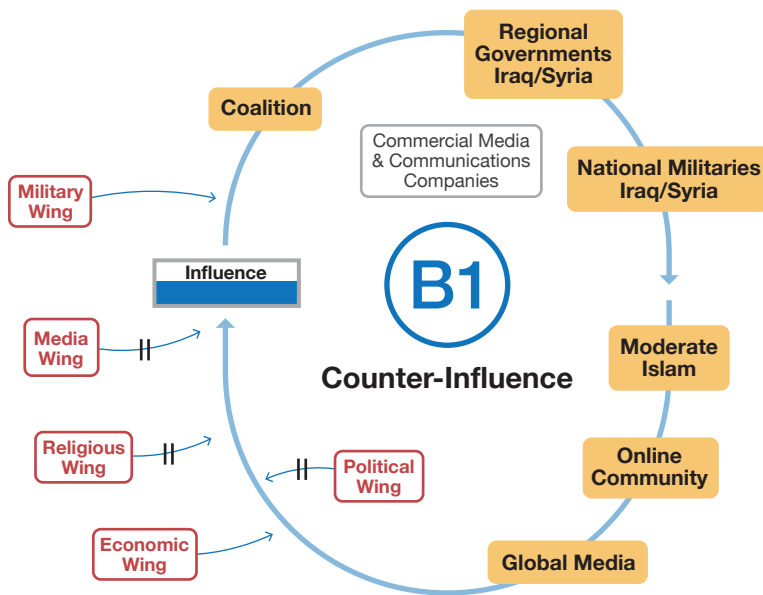 Regional
Governments
Iraq/Syria
Coalition
Commercial Media
& Communications
Companies
National Militaries
Iraq/Syria
Military
Wing
Influence
B1
Counter-Influence
Media
Wing
Moderate
Islam
Religious
Wing
Political
Wing
Online
Community
Economic
Wing
Global Media